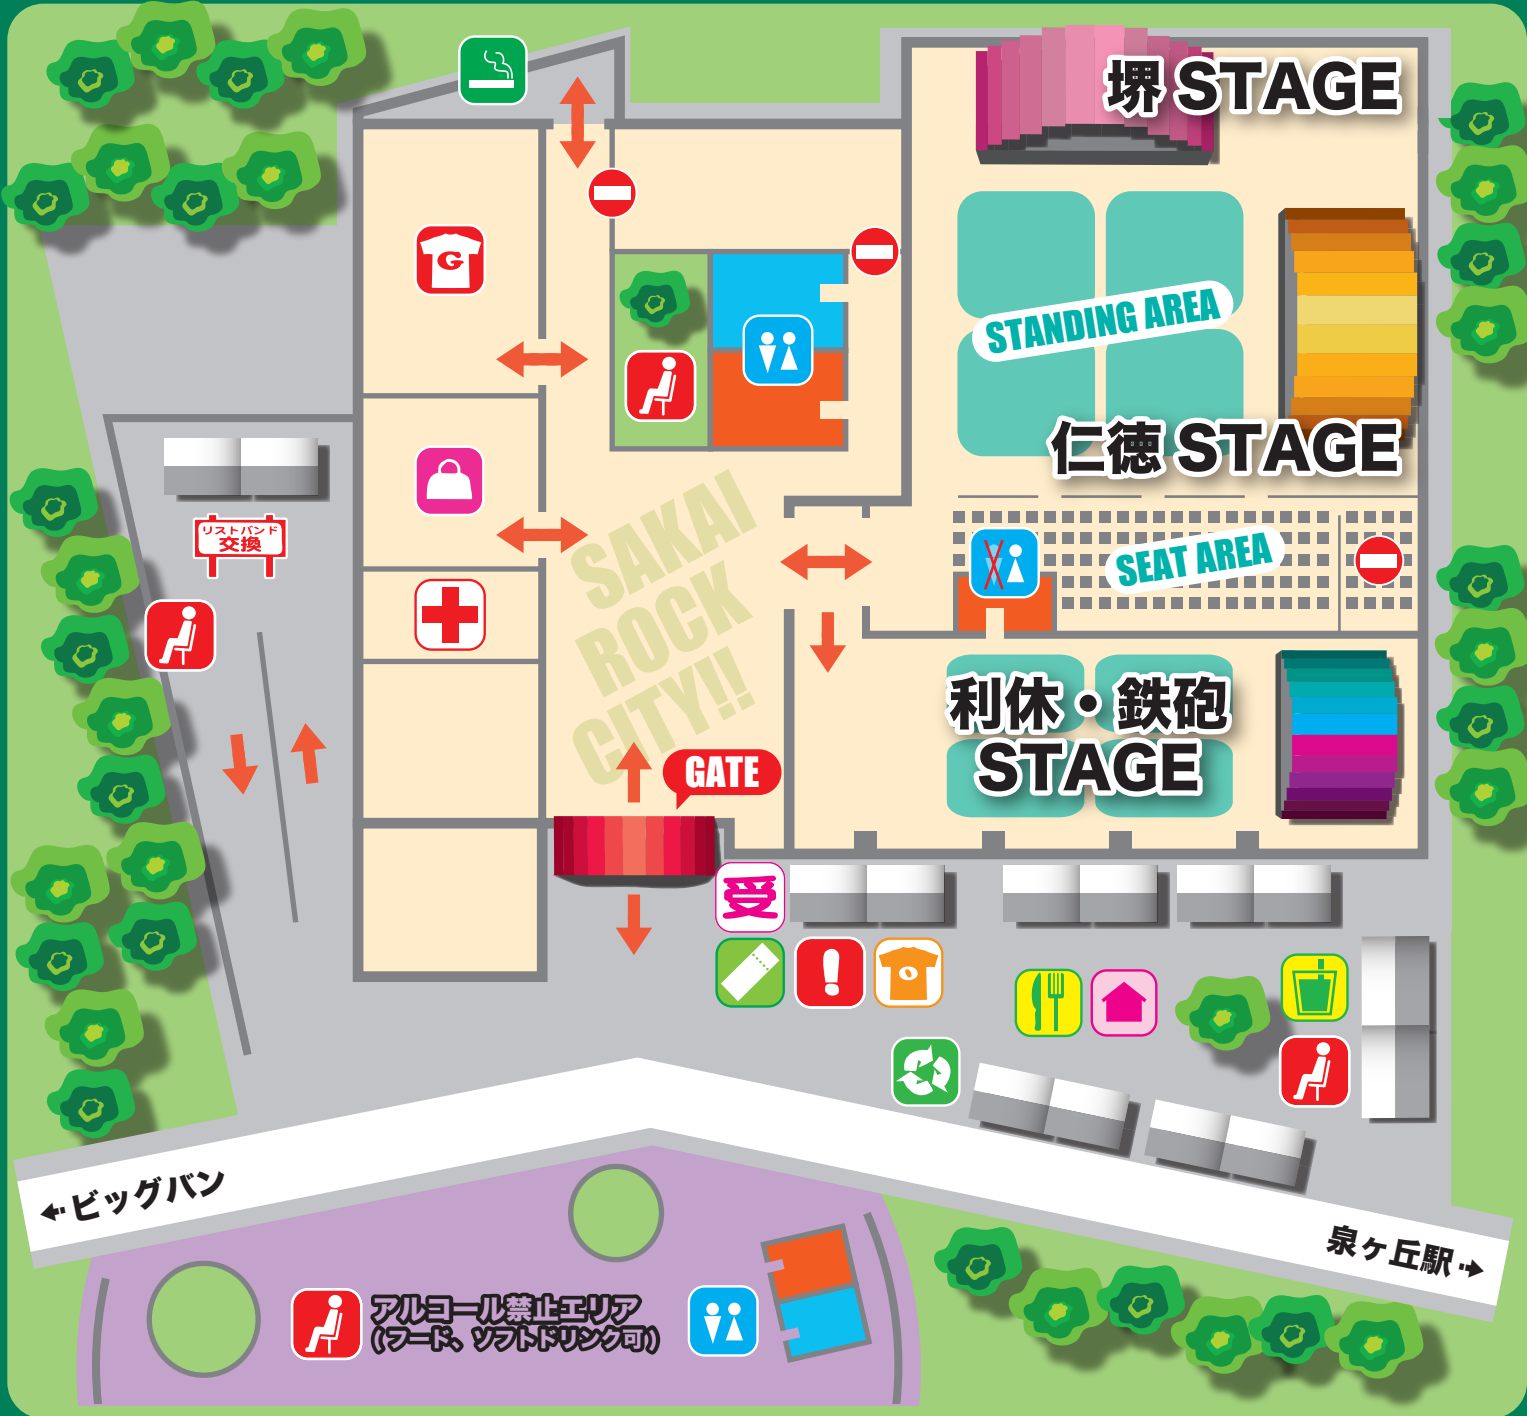 堺 STAGE
G
STANDING AREA
仁徳 STAGE
リストバンド
交換
SAKAI
ROCK
CITY!!
SEAT AREA
利休・鉄砲
STAGE
GATE
受
O
←ビッグバン
泉ヶ丘駅→
アルコール禁止エリア
(フード、ソフトドリンク可)